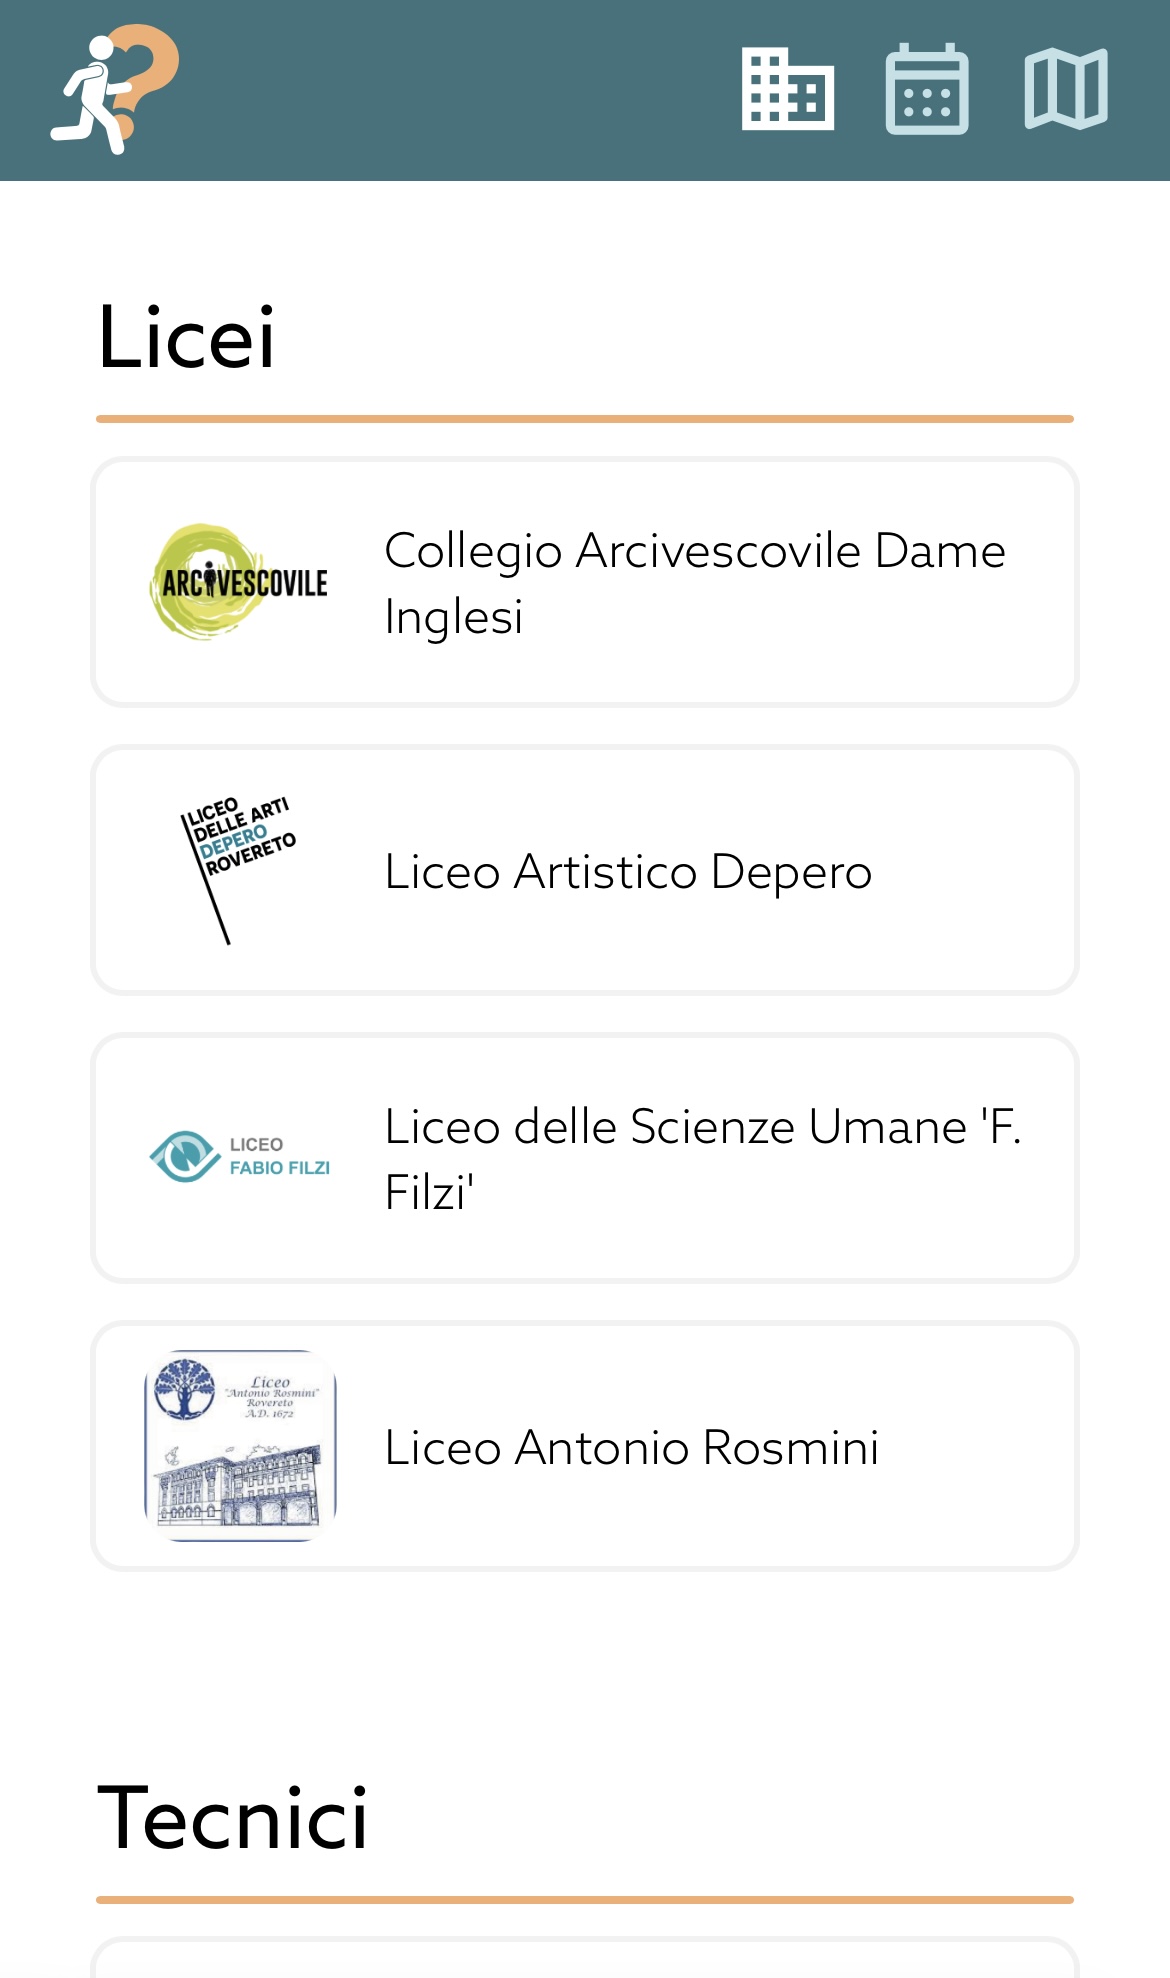 Licei
ARCIVESCOVILE
Collegio Arcivescovile Dame
Inglesi
LICEO
DELLE ARTI
DEPERO
ROVERETO
Liceo Artistico Depero
LICEO
FABIO FILZI
Liceo delle Scienze Umane 'F.
Filzi'
Liceo
"Antonio Rosmini"
Rovereto
A.D. 1672
Liceo Antonio Rosmini
Tecnici